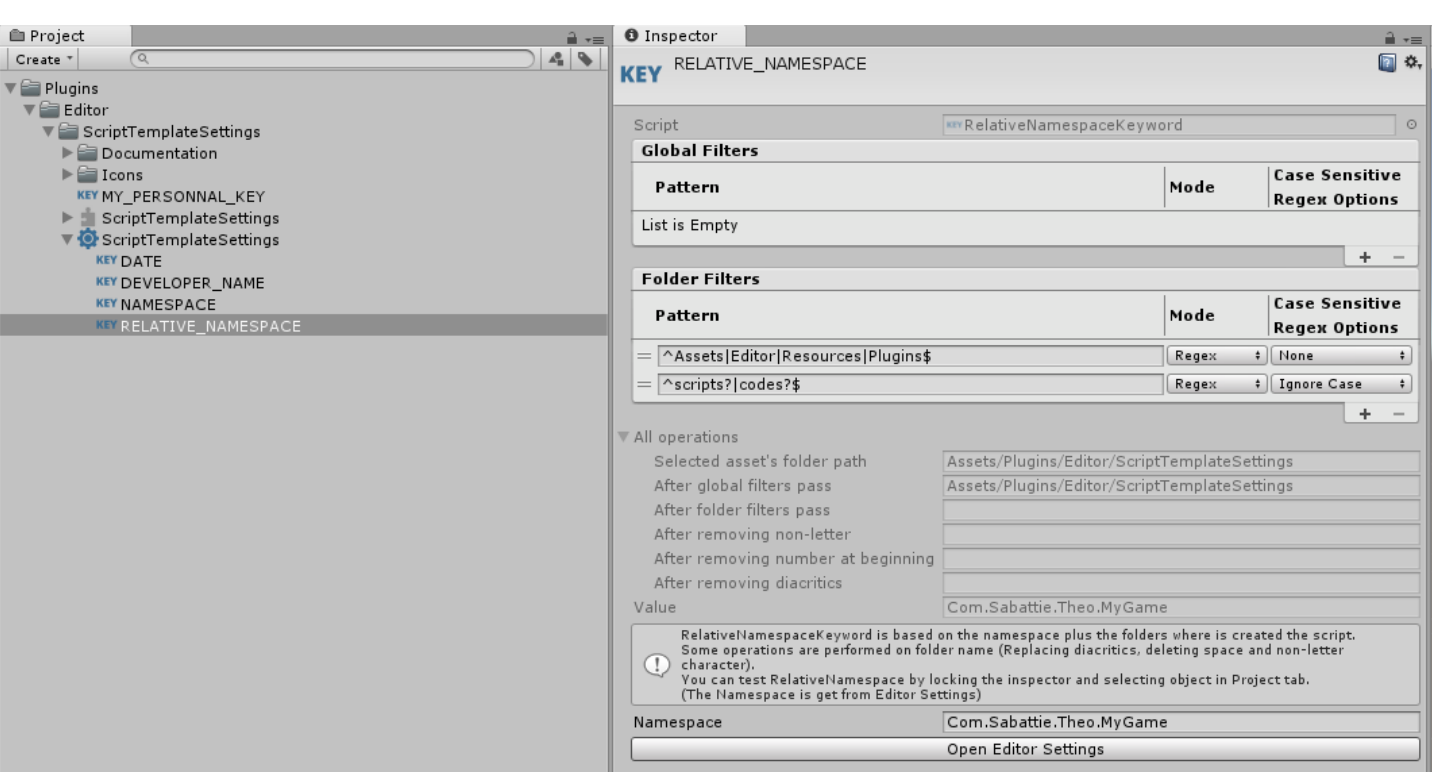 Project
Create
Plugins
Editor
ScriptTemplateSettings
Documentation
Icons
KEY MY_PERSONNAL_KEY
ScriptTemplateSettings
ScriptTemplateSettings
KEY DATE
KEY DEVELOPER_NAME
KEY NAMESPACE
KEY RELATIVE_NAMESPACE
Inspector
KEY RELATIVE_NAMESPACE
Script KEY RelativeNamespaceKeyword
Global Filters
Pattern Mode Case Sensitive
Regex Options
List is Empty
+ −
Folder Filters
Pattern Mode Case Sensitive
Regex Options
^Assets|Editor|Resources|Plugins$ Regex None
^scripts?|codes?$ Regex Ignore Case
+ −
All operations
Selected asset's folder path Assets/Plugins/Editor/ScriptTemplateSettings
After global filters pass Assets/Plugins/Editor/ScriptTemplateSettings
After folder filters pass
After removing non-letter
After removing number at beginning
After removing diacritics
Value Com.Sabattie.Theo.MyGame
RelativeNamespaceKeyword is based on the namespace plus the folders where is created the script.
Some operations are performed on folder name (Replacing diacritics, deleting space and non-letter
character).
You can test RelativeNamespace by locking the inspector and selecting object in Project tab.
(The Namespace is get from Editor Settings)
Namespace Com.Sabattie.Theo.MyGame
Open Editor Settings